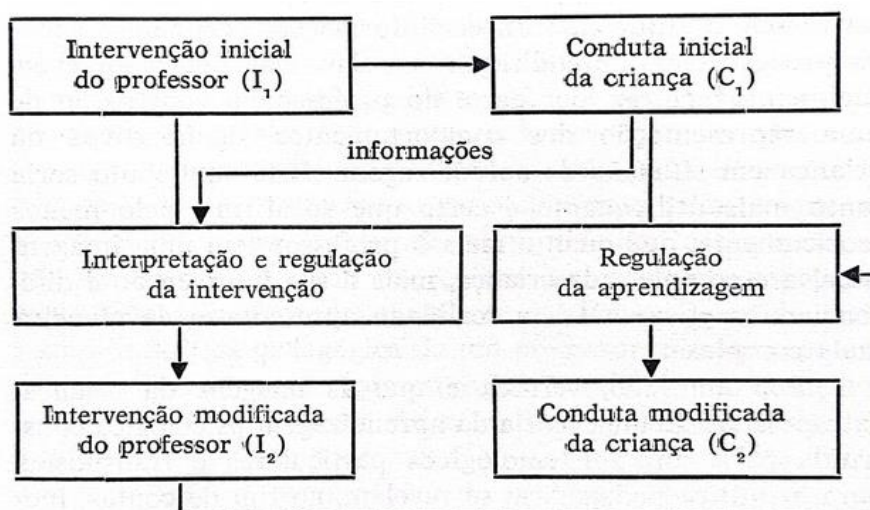 Intervenção inicial
do professor (I₁)
Conduta inicial
da criança (C₁)
informações
Interpretação e regulação
da intervenção
Regulação
da aprendizagem
Intervenção modificada
do professor (I₂)
Conduta modificada
da criança (C₂)